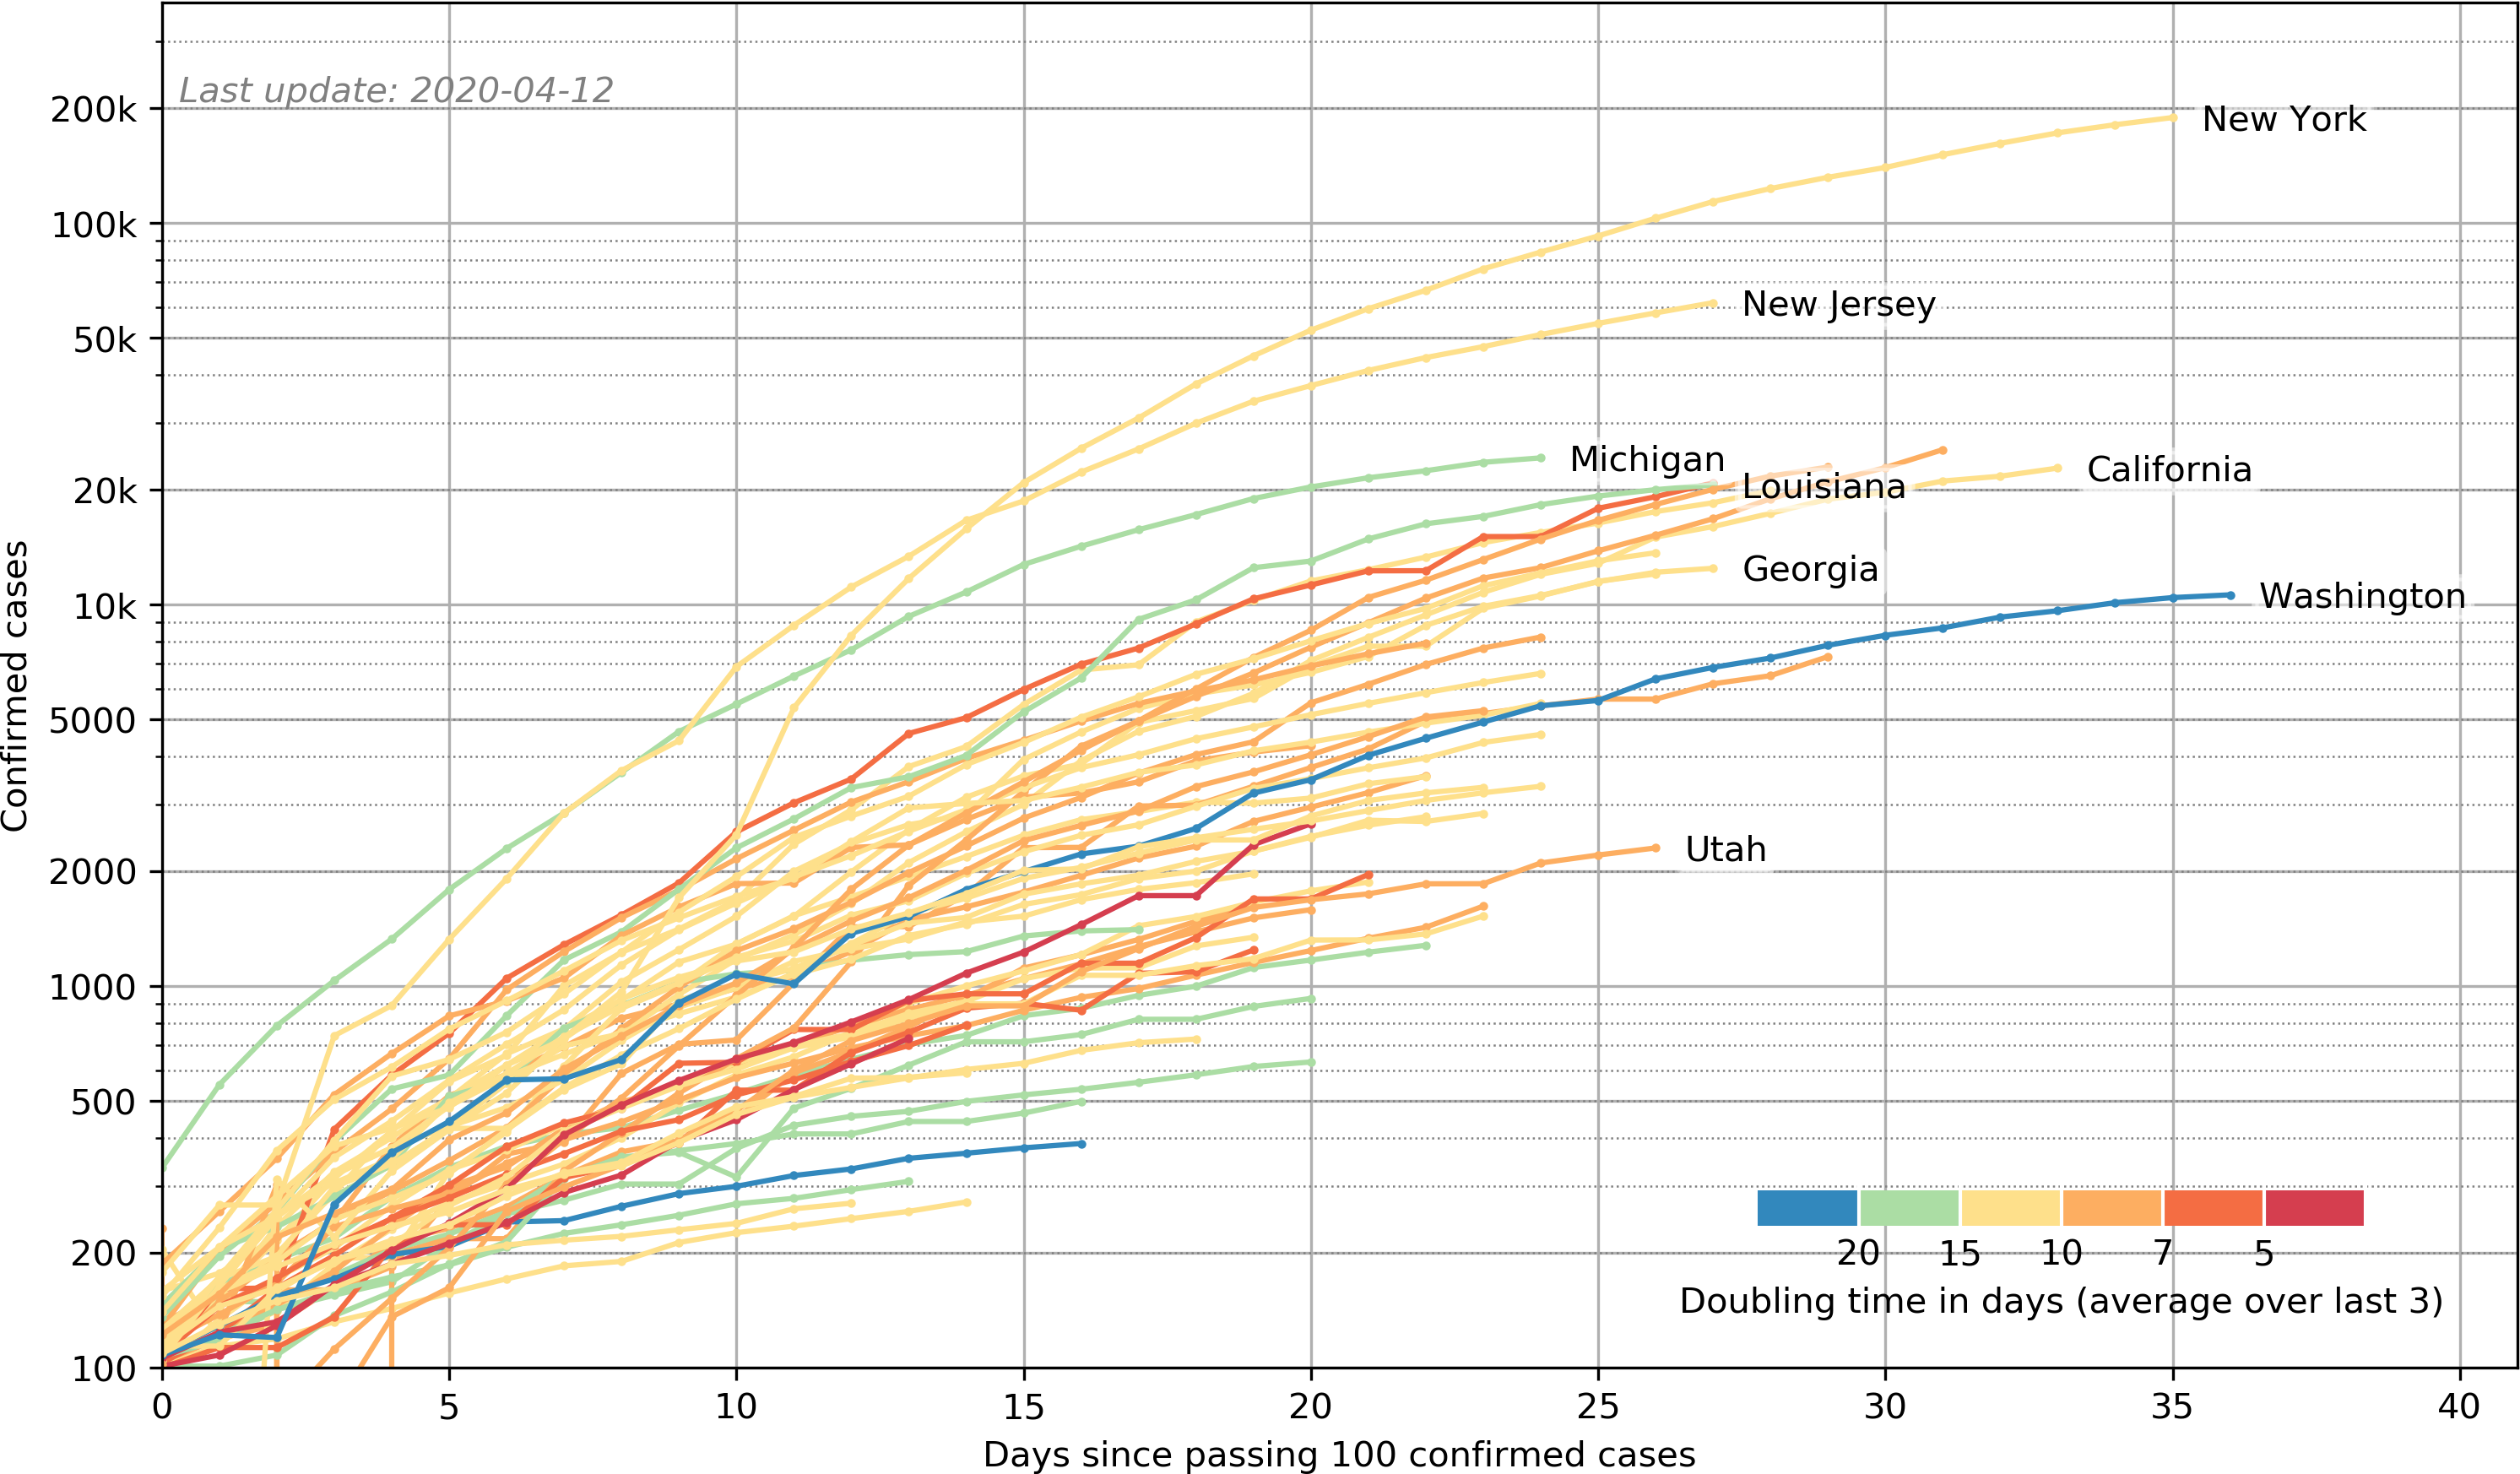 Last update: 2020-04-12
200k
100k
50k
20k
10k
5000
2000
1000
500
200
100
Confirmed cases
New York
New Jersey
Michigan
Louisiana
California
Georgia
Washington
Utah
20 15 10 7 5
Doubling time in days (average over last 3)
0 5 10 15 20 25 30 35 40
Days since passing 100 confirmed cases